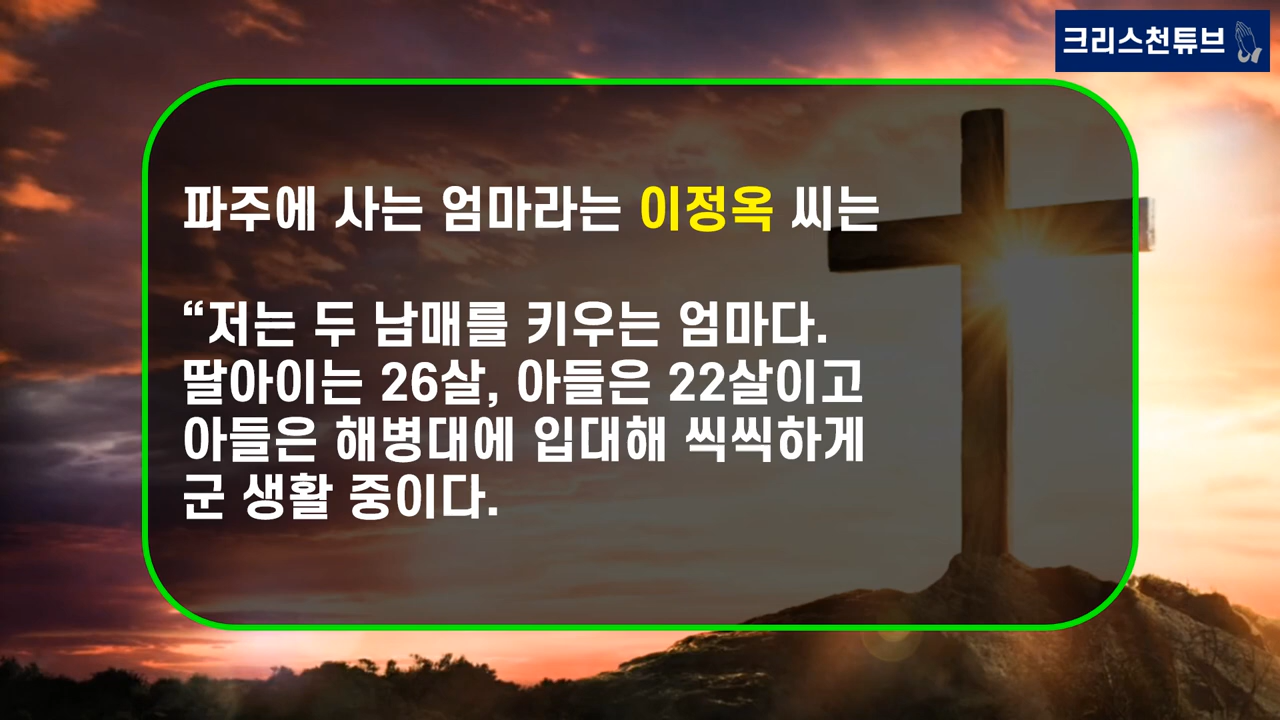 크리스천튜브
파주에 사는 엄마라는 이정옥 씨는
“저는 두 남매를 키우는 엄마다.
딸아이는 26살, 아들은 22살이고
아들은 해병대에 입대해 씩씩하게
군 생활 중이다.